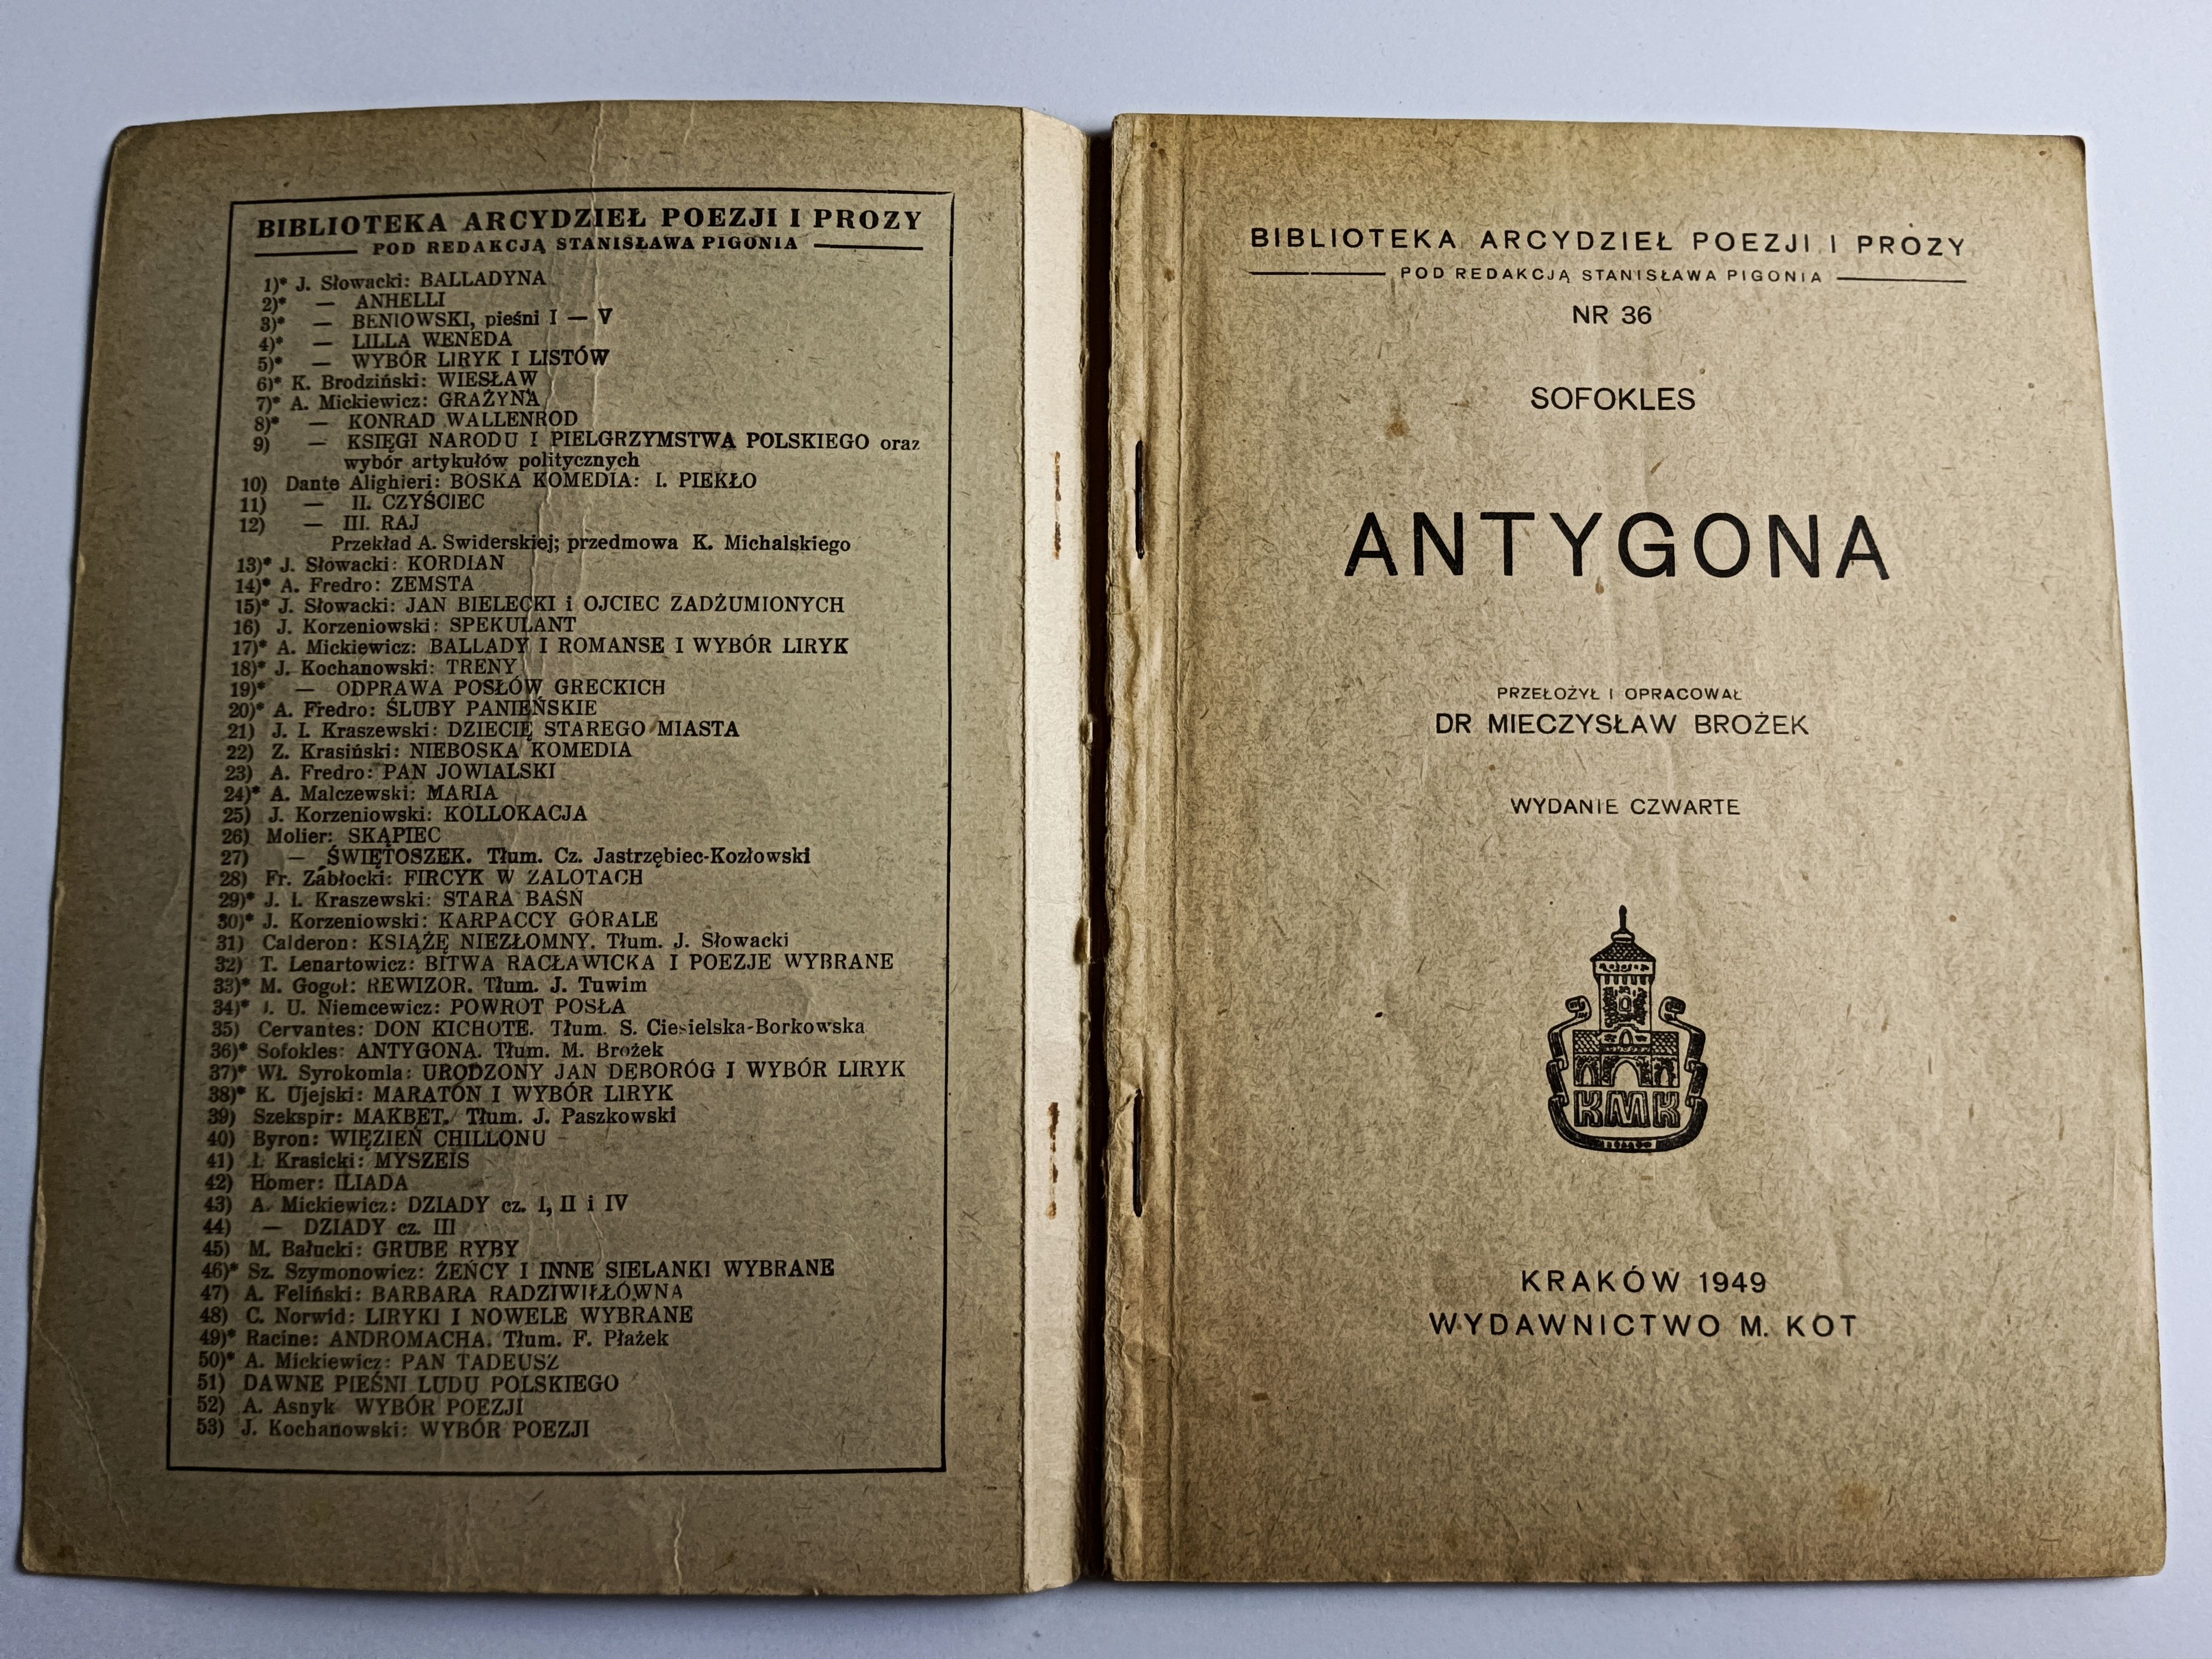 BIBLIOTEKA ARCYDZIEŁ POEZJI I PROZY
POD REDAKCJĄ STANISŁAWA PIGONIA
1)* J. Słowacki: BALLADYNA
2)* — ANHELLI
3)* — BENIOWSKI, pieśni I — V
4)* — LILLA WENEDA
5)* — WYBÓR LIRYK I LISTÓW
6)* K. Brodziński: WIESŁAW
7)* A. Mickiewicz: GRAŻYNA
8)* — KONRAD WALLENROD
9) — KSIĘGI NARODU I PIELGRZYMSTWA POLSKIEGO oraz
wybór artykułów politycznych
10) Dante Alighieri: BOSKA KOMEDIA: I. PIEKŁO
11) — II. CZYŚCIEC
12) — III. RAJ
Przekład A. Swiderskiej; przedmowa K. Michalskiego
13)* J. Słowacki: KORDIAN
14)* A. Fredro: ZEMSTA
15)* J. Słowacki: JAN BIELECKI i OJCIEC ZADŻUMIONYCH
16) J. Korzeniowski: SPEKULANT
17)* A. Mickiewicz: BALLADY I ROMANSE I WYBÓR LIRYK
18)* J. Kochanowski: TRENY
19)* — ODPRAWA POSŁÓW GRECKICH
20)* A. Fredro: ŚLUBY PANIEŃSKIE
21) J. I. Kraszewski: DZIECIĘ STAREGO MIASTA
22) Z. Krasiński: NIEBOSKA KOMEDIA
23) A. Fredro: PAN JOWIALSKI
24)* A. Malczewski: MARIA
25) J. Korzeniowski: KOLLOKACJA
26) Molier: SKĄPIEC
27) — ŚWIĘTOSZEK. Tłum. Cz. Jastrzębiec-Kozłowski
28) Fr. Zabłocki: FIRCYK W ZALOTACH
29)* J. I. Kraszewski: STARA BAŚŃ
30)* J. Korzeniowski: KARPACCY GÓRALE
31) Calderon: KSIĄŻĘ NIEZŁOMNY. Tłum. J. Słowacki
32) T. Lenartowicz: BITWA RACŁAWICKA I POEZJE WYBRANE
33)* M. Gogol: REWIZOR. Tłum. J. Tuwim
34)* J. U. Niemcewicz: POWRÓT POSŁA
35) Cervantes: DON KICHOTE. Tłum. S. Ciesielska-Borkowska
36)* Sofokles: ANTYGONA. Tłum. M. Brożek
37)* Wł. Syrokomla: URODZONY JAN DĘBORÓG I WYBÓR LIRYK
38)* K. Ujejski: MARATÓN I WYBÓR LIRYK
39) Szekspir: MAKBET. Tłum. J. Paszkowski
40) Byron: WIĘZIEŃ CHILLONU
41) I. Krasicki: MYSZEIS
42) Homer: ILIADA
43) A. Mickiewicz: DZIADY cz. I, II i IV
44) — DZIADY cz. III
45) M. Bałucki: GRUBE RYBY
46)* Sz. Szymonowicz: ŻEŃCY I INNE SIELANKI WYBRANE
47) A. Feliński: BARBARA RADZIWIŁŁÓWNA
48) C. Norwid: LIRYKI I NOWELE WYBRANE
49)* Racine: ANDROMACHA. Tłum. F. Płażek
50)* A. Mickiewicz: PAN TADEUSZ
51) DAWNE PIEŚNI LUDU POLSKIEGO
52) A. Asnyk WYBÓR POEZJI
53) J. Kochanowski: WYBÓR POEZJI
BIBLIOTEKA ARCYDZIEŁ POEZJI I PROZY
POD REDAKCJĄ STANISŁAWA PIGONIA
NR 36
SOFOKLES
ANTYGONA
PRZEŁOŻYŁ I OPRACOWAŁ
DR MIECZYSŁAW BROŻEK
WYDANIE CZWARTE
KMK
KRAKÓW 1949
WYDAWNICTWO M. KOT